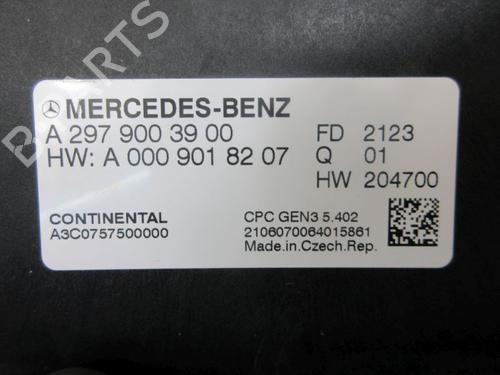 MERCEDES-BENZ
A 297 900 39 00 FD 2123
HW: A 000 901 82 07 Q 01
HW 204700
CONTINENTAL CPC GEN3 5.402
A3C0757500000 2106070064015861
Made.in.Czech.Rep.
B PARTS